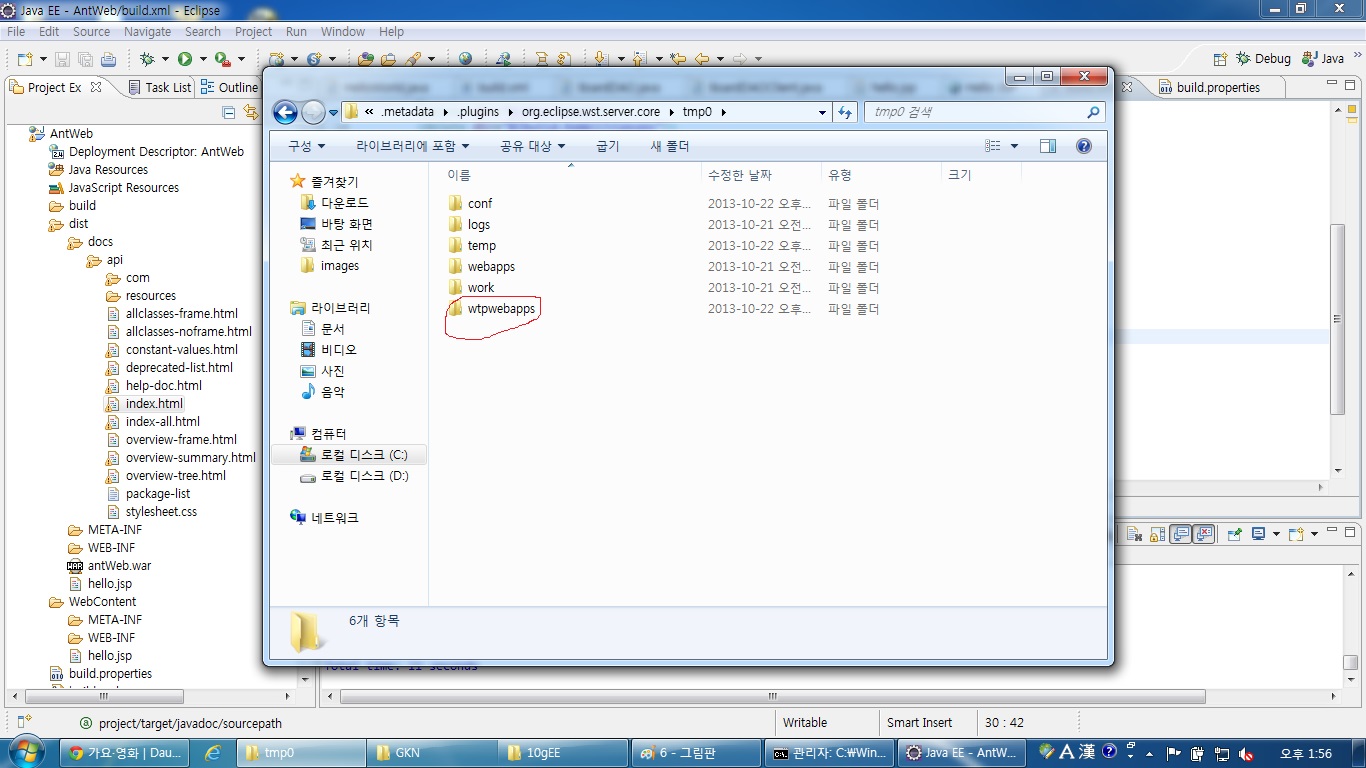 Java EE - AntWeb/build.xml - Eclipse
File Edit Source Navigate Search Project Run Window Help
Debug Java
Project Ex Task List Outline
build.properties
AntWeb
Deployment Descriptor: AntWeb
Java Resources
JavaScript Resources
build
dist
docs
api
com
resources
allclasses-frame.html
allclasses-noframe.html
constant-values.html
deprecated-list.html
help-doc.html
index.html
index-all.html
overview-frame.html
overview-summary.html
overview-tree.html
package-list
stylesheet.css
META-INF
WEB-INF
antWeb.war
hello.jsp
WebContent
META-INF
WEB-INF
hello.jsp
build.properties
« .metadata .plugins org.eclipse.wst.server.core tmp0
tmp0 검색
구성 라이브러리에 포함 공유 대상 굽기 새 폴더
즐겨찾기
다운로드
바탕 화면
최근 위치
images
라이브러리
문서
비디오
사진
음악
컴퓨터
로컬 디스크 (C:)
로컬 디스크 (D:)
네트워크
이름 수정한 날짜 유형 크기
conf 2013-10-22 오후... 파일 폴더
logs 2013-10-21 오전... 파일 폴더
temp 2013-10-22 오후... 파일 폴더
webapps 2013-10-21 오전... 파일 폴더
work 2013-10-21 오전... 파일 폴더
wtpwebapps 2013-10-22 오후... 파일 폴더
6개 항목
Total time: 11 seconds
project/target/javadoc/sourcepath
Writable Smart Insert 30 : 42
가요·영화 | Dau... tmp0 GKN 10gEE 6 - 그림판 관리자: C:₩Win... Java EE - AntW... A 漢 오후 1:56